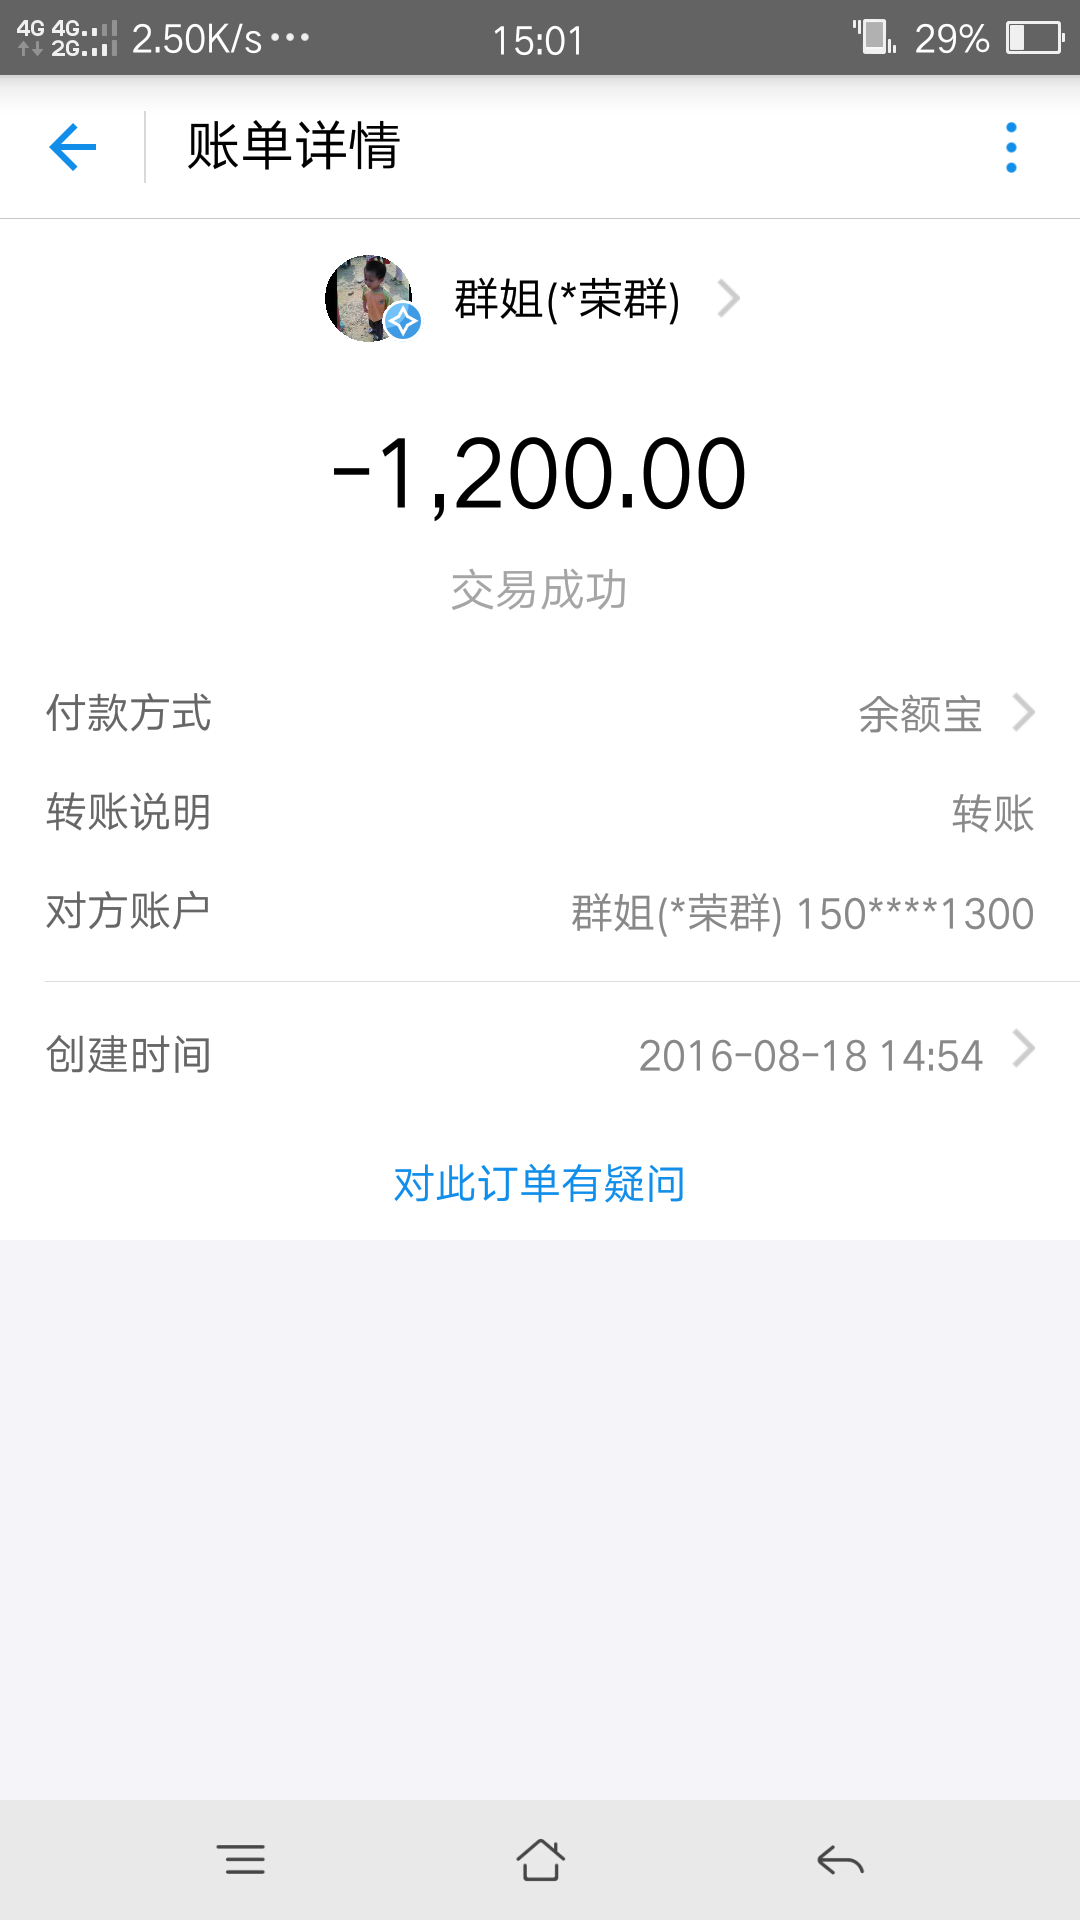 4G 4G 2G 2.50K/s... 15:01 29%
账单详情
群姐(*荣群)
-1,200.00
交易成功
付款方式 余额宝
转账说明 转账
对方账户 群姐(*荣群) 150****1300
创建时间 2016-08-18 14:54
对此订单有疑问